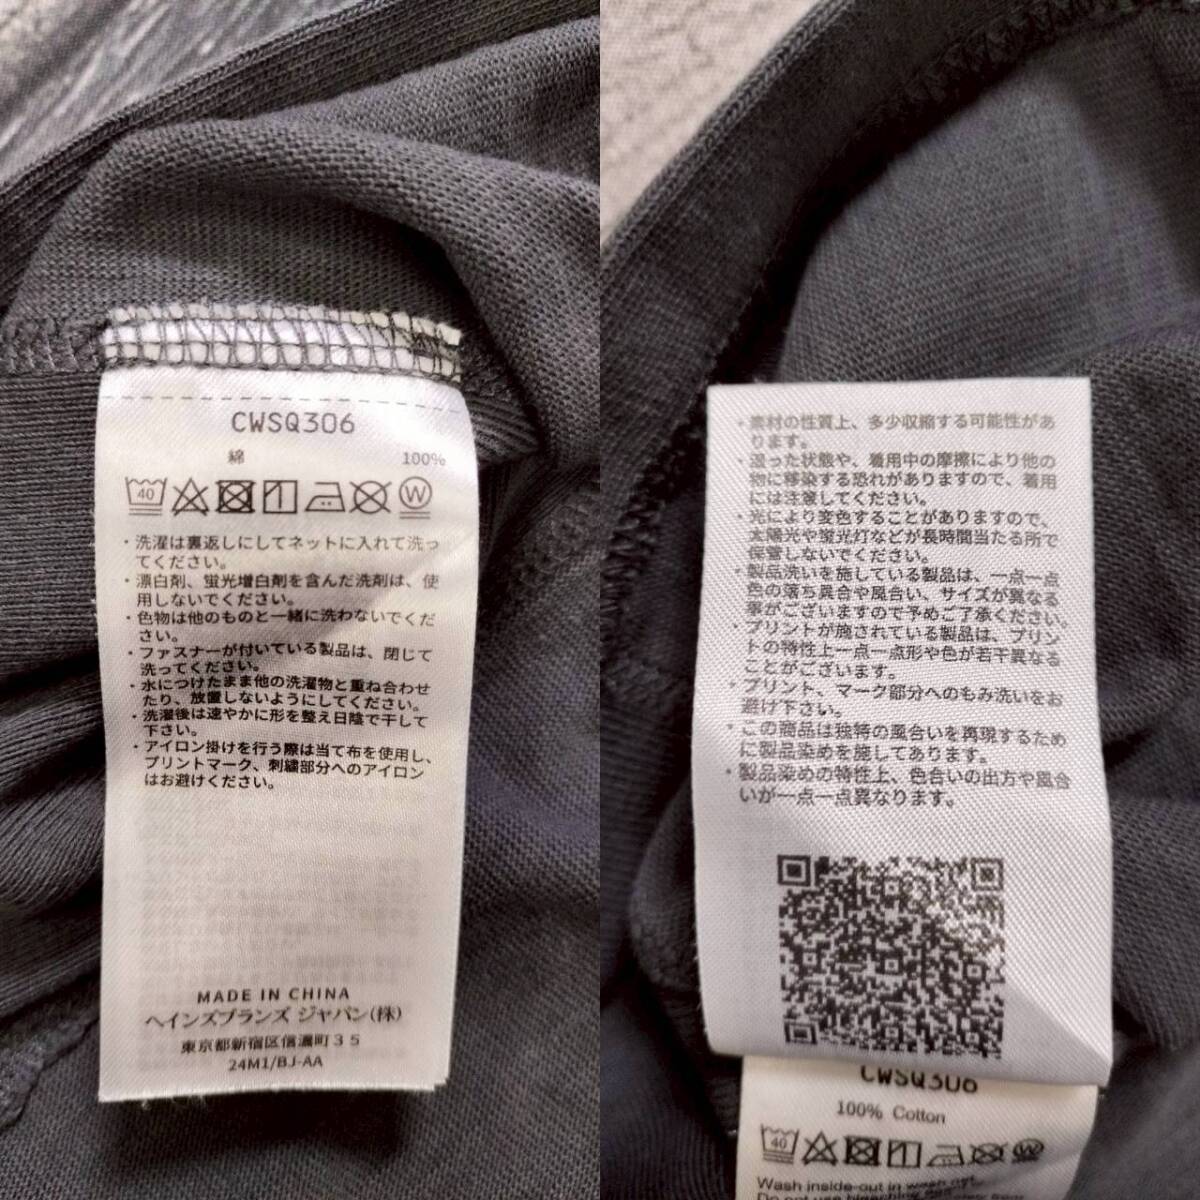 CWSQ306
綿 100%
40 W
・洗濯は裏返しにしてネットに入れて洗っ
てください。
・漂白剤、蛍光増白剤を含んだ洗剤は、使
用しないでください。
・色物は他のものと一緒に洗わないでくだ
さい。
・ファスナーが付いている製品は、閉じて
洗ってください。
・水につけたまま他の洗濯物と重ね合わせ
たり、放置しないようにしてください。
・洗濯後は速やかに形を整え日陰で干して
下さい。
・アイロン掛けを行う際は当て布を使用し、
プリントマーク、刺繍部分へのアイロン
はお避けください。
MADE IN CHINA
ヘインズブランズ ジャパン(株)
東京都新宿区信濃町35
24M1/BJ-AA
・素材の性質上、多少収縮する可能性があ
ります。
・湿った状態や、着用中の摩擦により他の
物に移染する恐れがありますので、着用
には注意してください。
・光により変色することがありますので、
太陽光や蛍光灯などが長時間当たる所で
保管しないでください。
・製品洗いを施している製品は、一点一点
色の落ち具合や風合い、サイズが異なる
事がございますので予めご了承ください。
・プリントが施されている製品は、プリン
トの特性上一点一点形や色が若干異なる
ことがございます。
・プリント、マーク部分へのもみ洗いをお
避け下さい。
・この商品は独特の風合いを再現するため
に製品染めを施してあります。
・製品染めの特性上、色合いの出方や風合
いが一点一点異なります。
CWSQ306
100% Cotton
40 W
Wash inside-out in wash net.
Do not use